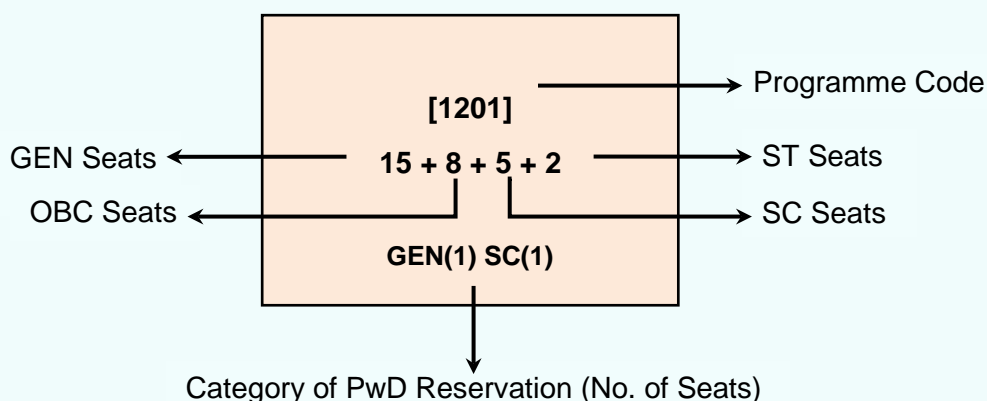 Programme Code
[1201]
GEN Seats 15 + 8 + 5 + 2 ST Seats
OBC Seats SC Seats
GEN(1) SC(1)
Category of PwD Reservation (No. of Seats)